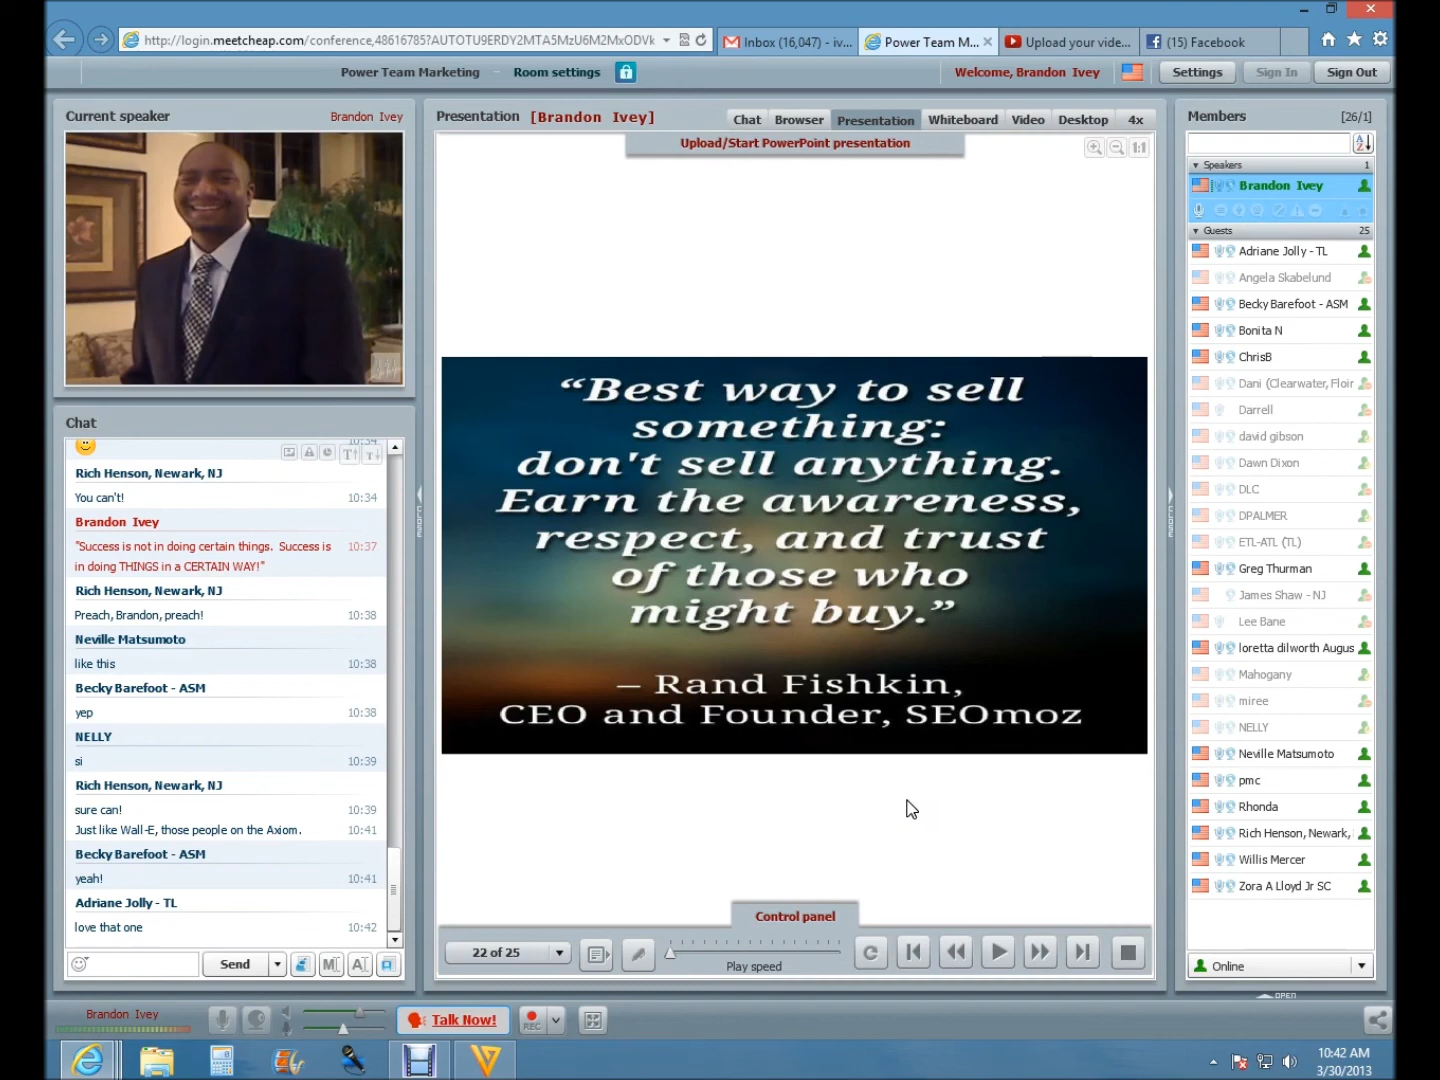 http://login.meetcheap.com/conference,48616785?AUTOTU9ERDY2MTA5MzU6M2MxODVk
Inbox (16,047) - iv...
Power Team M...
Upload your vide...
(15) Facebook
Power Team Marketing
Room settings
Welcome, Brandon Ivey
Settings
Sign In
Sign Out
Current speaker
Brandon Ivey
Presentation [Brandon Ivey]
Chat
Browser
Presentation
Whiteboard
Video
Desktop
4x
Upload/Start PowerPoint presentation
1:1
“Best way to sell
something:
don't sell anything.
Earn the awareness,
respect, and trust
of those who
might buy.”
– Rand Fishkin,
CEO and Founder, SEOmoz
Chat
10:34
Rich Henson, Newark, NJ
You can't! 10:34
Brandon Ivey
"Success is not in doing certain things. Success is 10:37
in doing THINGS in a CERTAIN WAY!"
Rich Henson, Newark, NJ
Preach, Brandon, preach! 10:38
Neville Matsumoto
like this 10:38
Becky Barefoot - ASM
yep 10:38
NELLY
si 10:39
Rich Henson, Newark, NJ
sure can! 10:39
Just like Wall-E, those people on the Axiom. 10:41
Becky Barefoot - ASM
yeah! 10:41
Adriane Jolly - TL
love that one 10:42
Send
CLOSE
Control panel
22 of 25
Play speed
CLOSE
Members [26/1]
Speakers 1
Brandon Ivey
Guests 25
Adriane Jolly - TL
Angela Skabelund
Becky Barefoot - ASM
Bonita N
ChrisB
Dani (Clearwater, Floir
Darrell
david gibson
Dawn Dixon
DLC
DPALMER
ETL-ATL (TL)
Greg Thurman
James Shaw - NJ
Lee Bane
loretta dilworth Augus
Mahogany
miree
NELLY
Neville Matsumoto
pmc
Rhonda
Rich Henson, Newark,
Willis Mercer
Zora A Lloyd Jr SC
Online
OPEN
Brandon Ivey
Talk Now!
REC
10:42 AM
3/30/2013